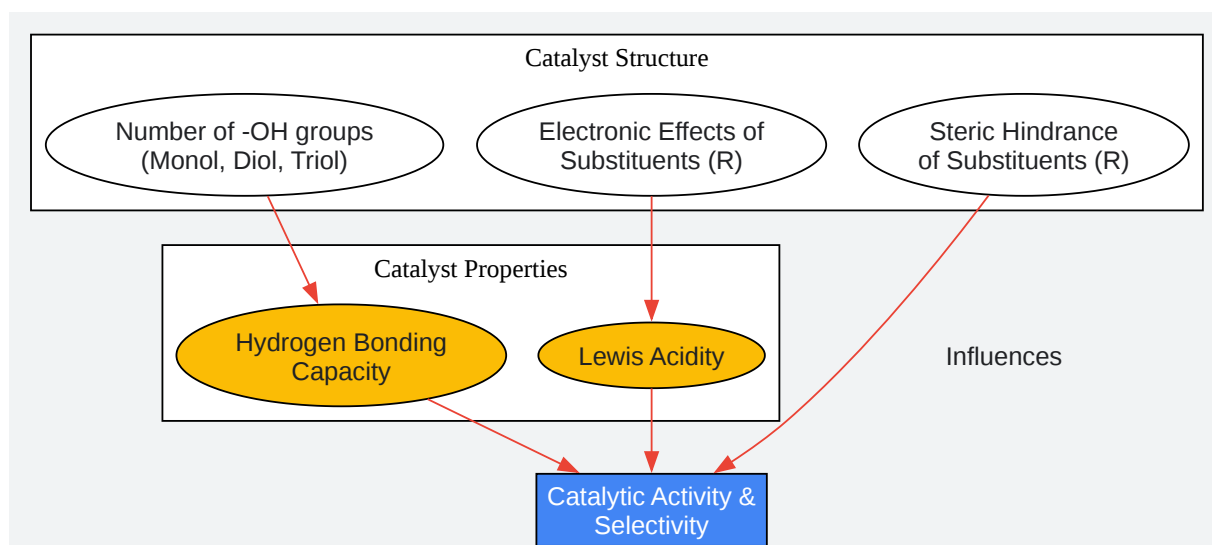 Catalyst Structure
Number of -OH groups
(Monol, Diol, Triol)
Electronic Effects of
Substituents (R)
Steric Hindrance
of Substituents (R)
Catalyst Properties
Hydrogen Bonding
Capacity
Lewis Acidity
Influences
Catalytic Activity &
Selectivity